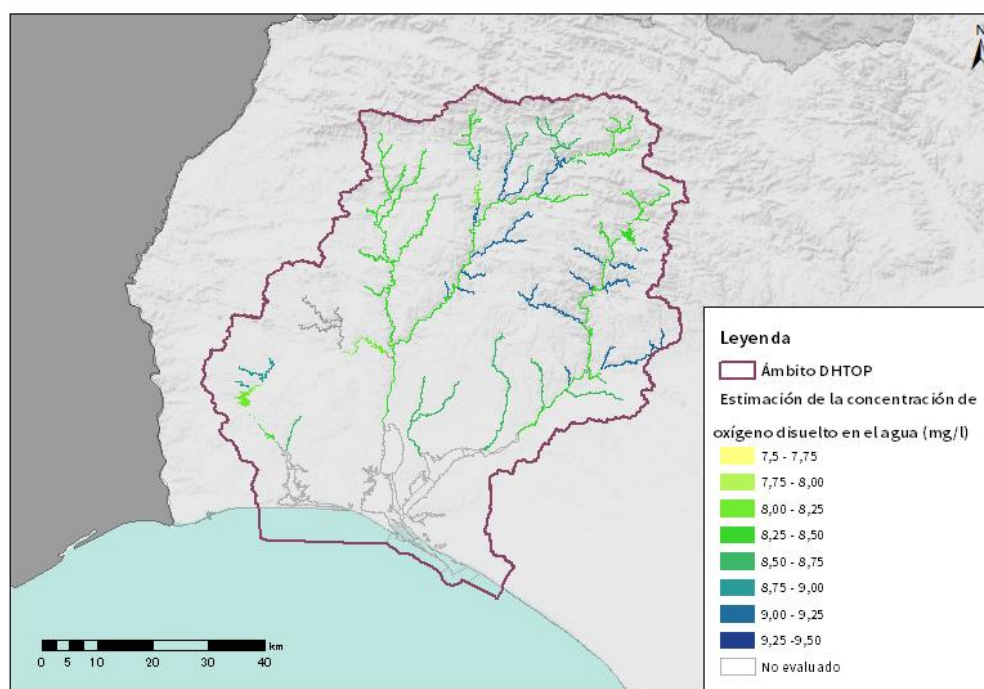 N
Leyenda
Ámbito DHTOP
Estimación de la concentración de
oxígeno disuelto en el agua (mg/l)
7,5 - 7,75
7,75 - 8,00
8,00 - 8,25
8,25 - 8,50
8,50 - 8,75
8,75 - 9,00
9,00 - 9,25
9,25 -9,50
No evaluado
km
0 5 10 20 30 40